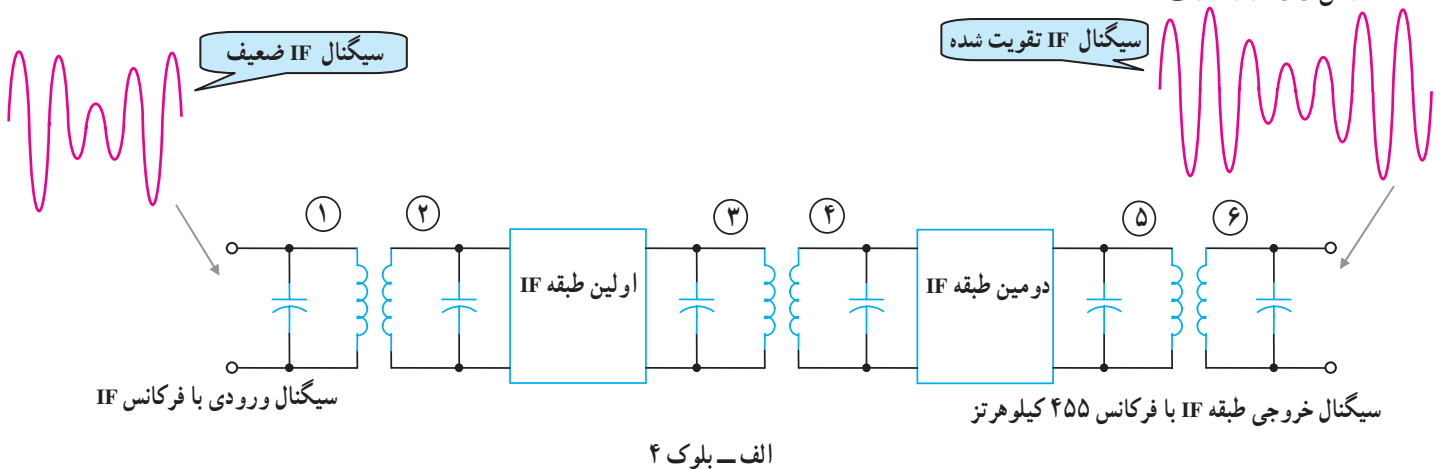 سیگنال IF تقویت شده
سیگنال IF ضعیف
۱ ۲ ۳ ۴ ۵ ۶
اولین طبقه IF
دومین طبقه IF
سیگنال ورودی با فرکانس IF
سیگنال خروجی طبقه IF با فرکانس ۴۵۵ کیلوهرتز
الف ــ بلوک ۴